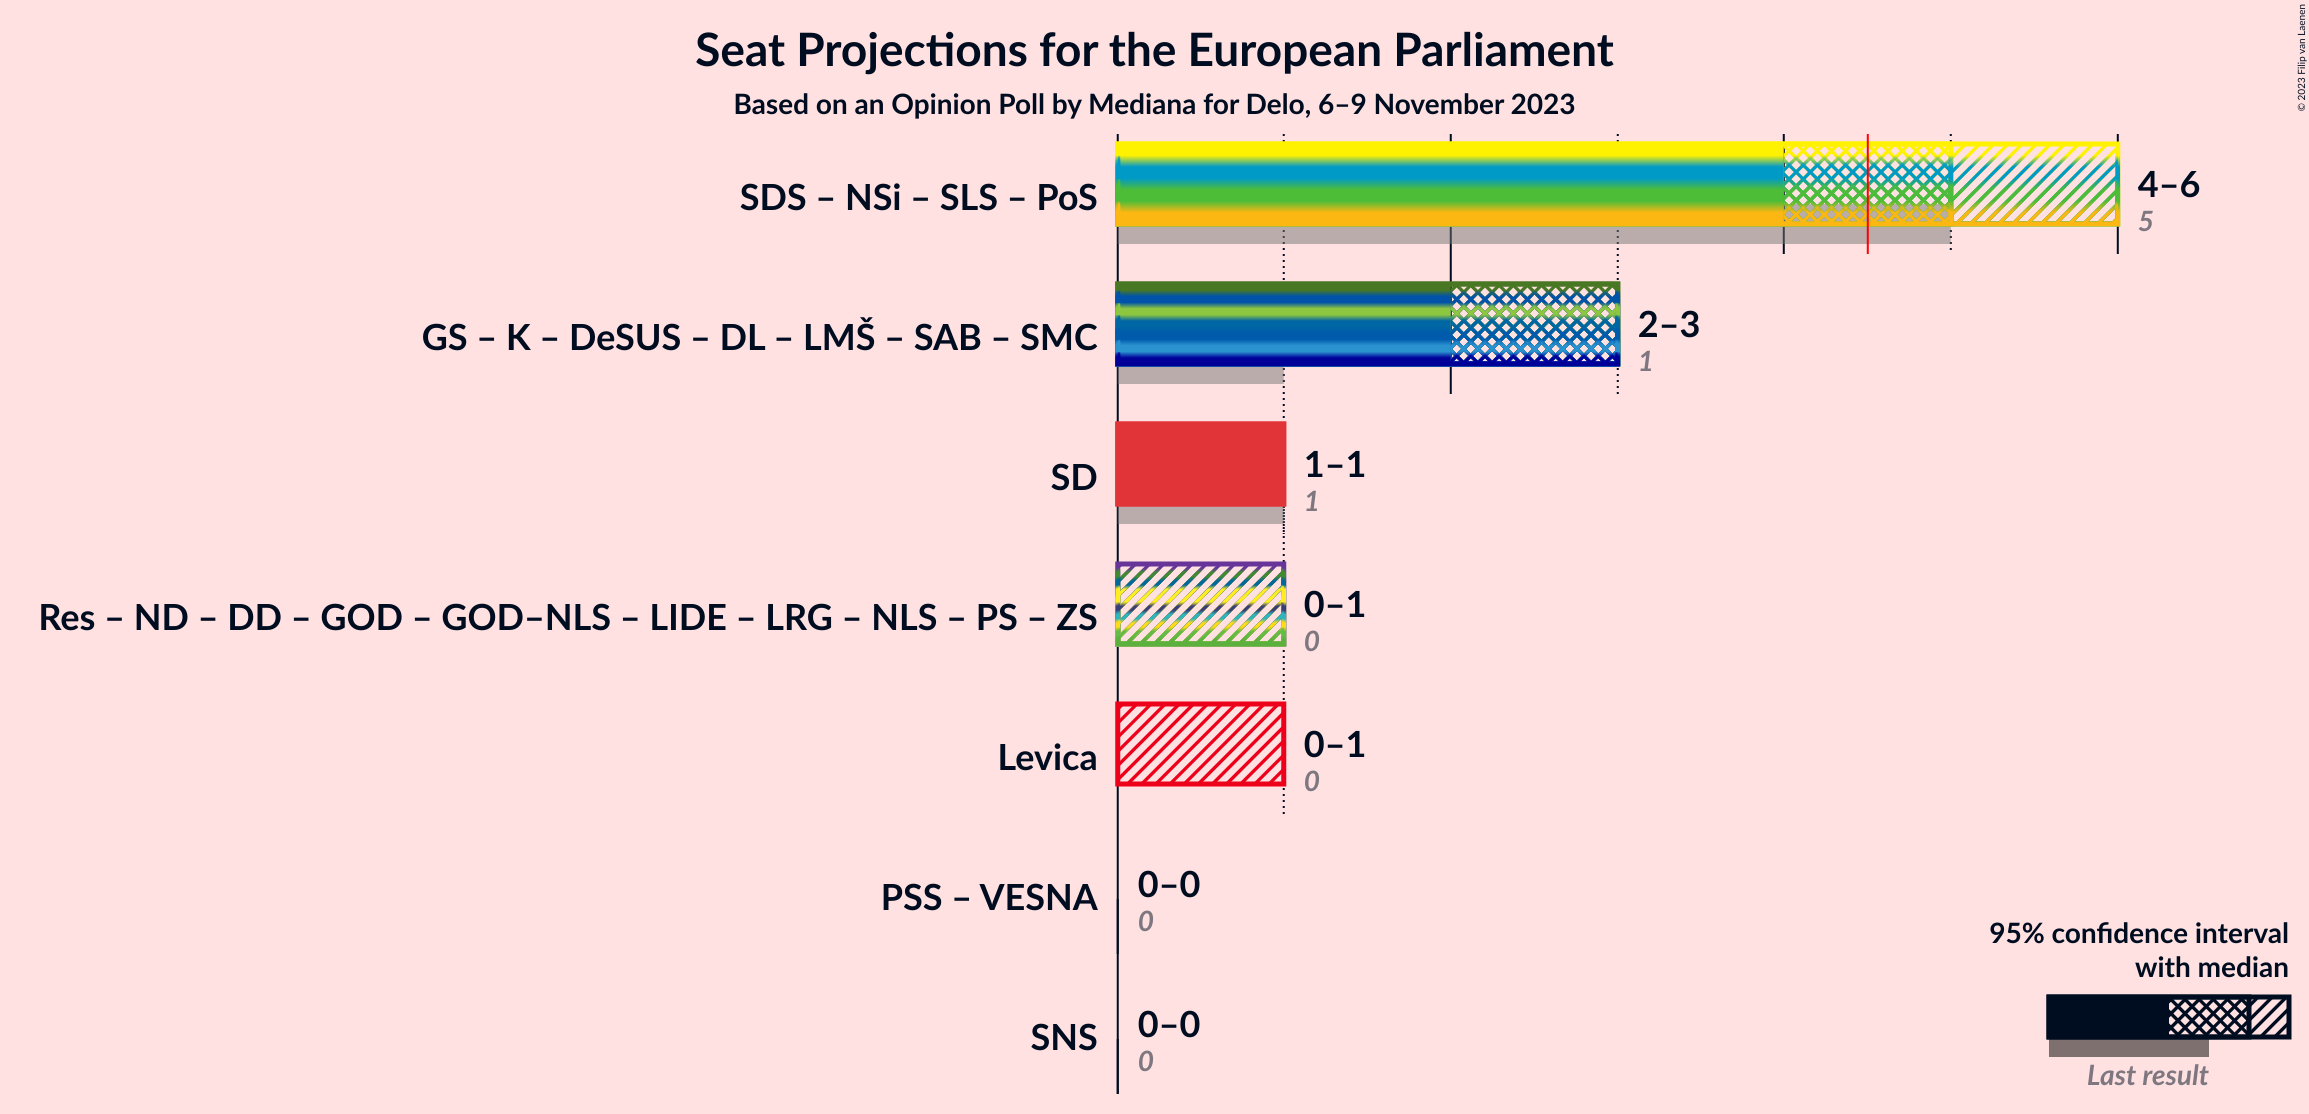 Seat Projections for the European Parliament
Based on an Opinion Poll by Mediana for Delo, 6–9 November 2023
© 2023 Filip van Laenen
SDS – NSi – SLS – PoS
4–6
5
GS – K – DeSUS – DL – LMŠ – SAB – SMC
2–3
1
SD
1–1
1
Res – ND – DD – GOD – GOD–NLS – LIDE – LRG – NLS – PS – ZS
0–1
0
Levica
0–1
0
PSS – VESNA
0–0
0
SNS
0–0
0
95% confidence interval
with median
Last result